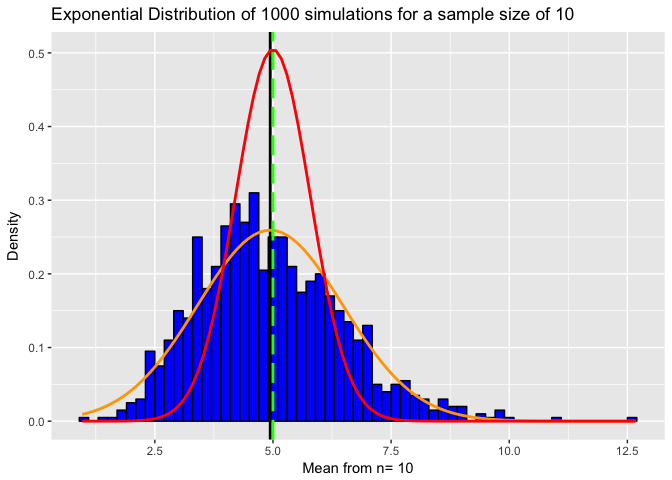 Exponential Distribution of 1000 simulations for a sample size of 10
0.5
0.4
0.3
0.2
0.1
0.0
Density
2.5 5.0 7.5 10.0 12.5
Mean from n= 10